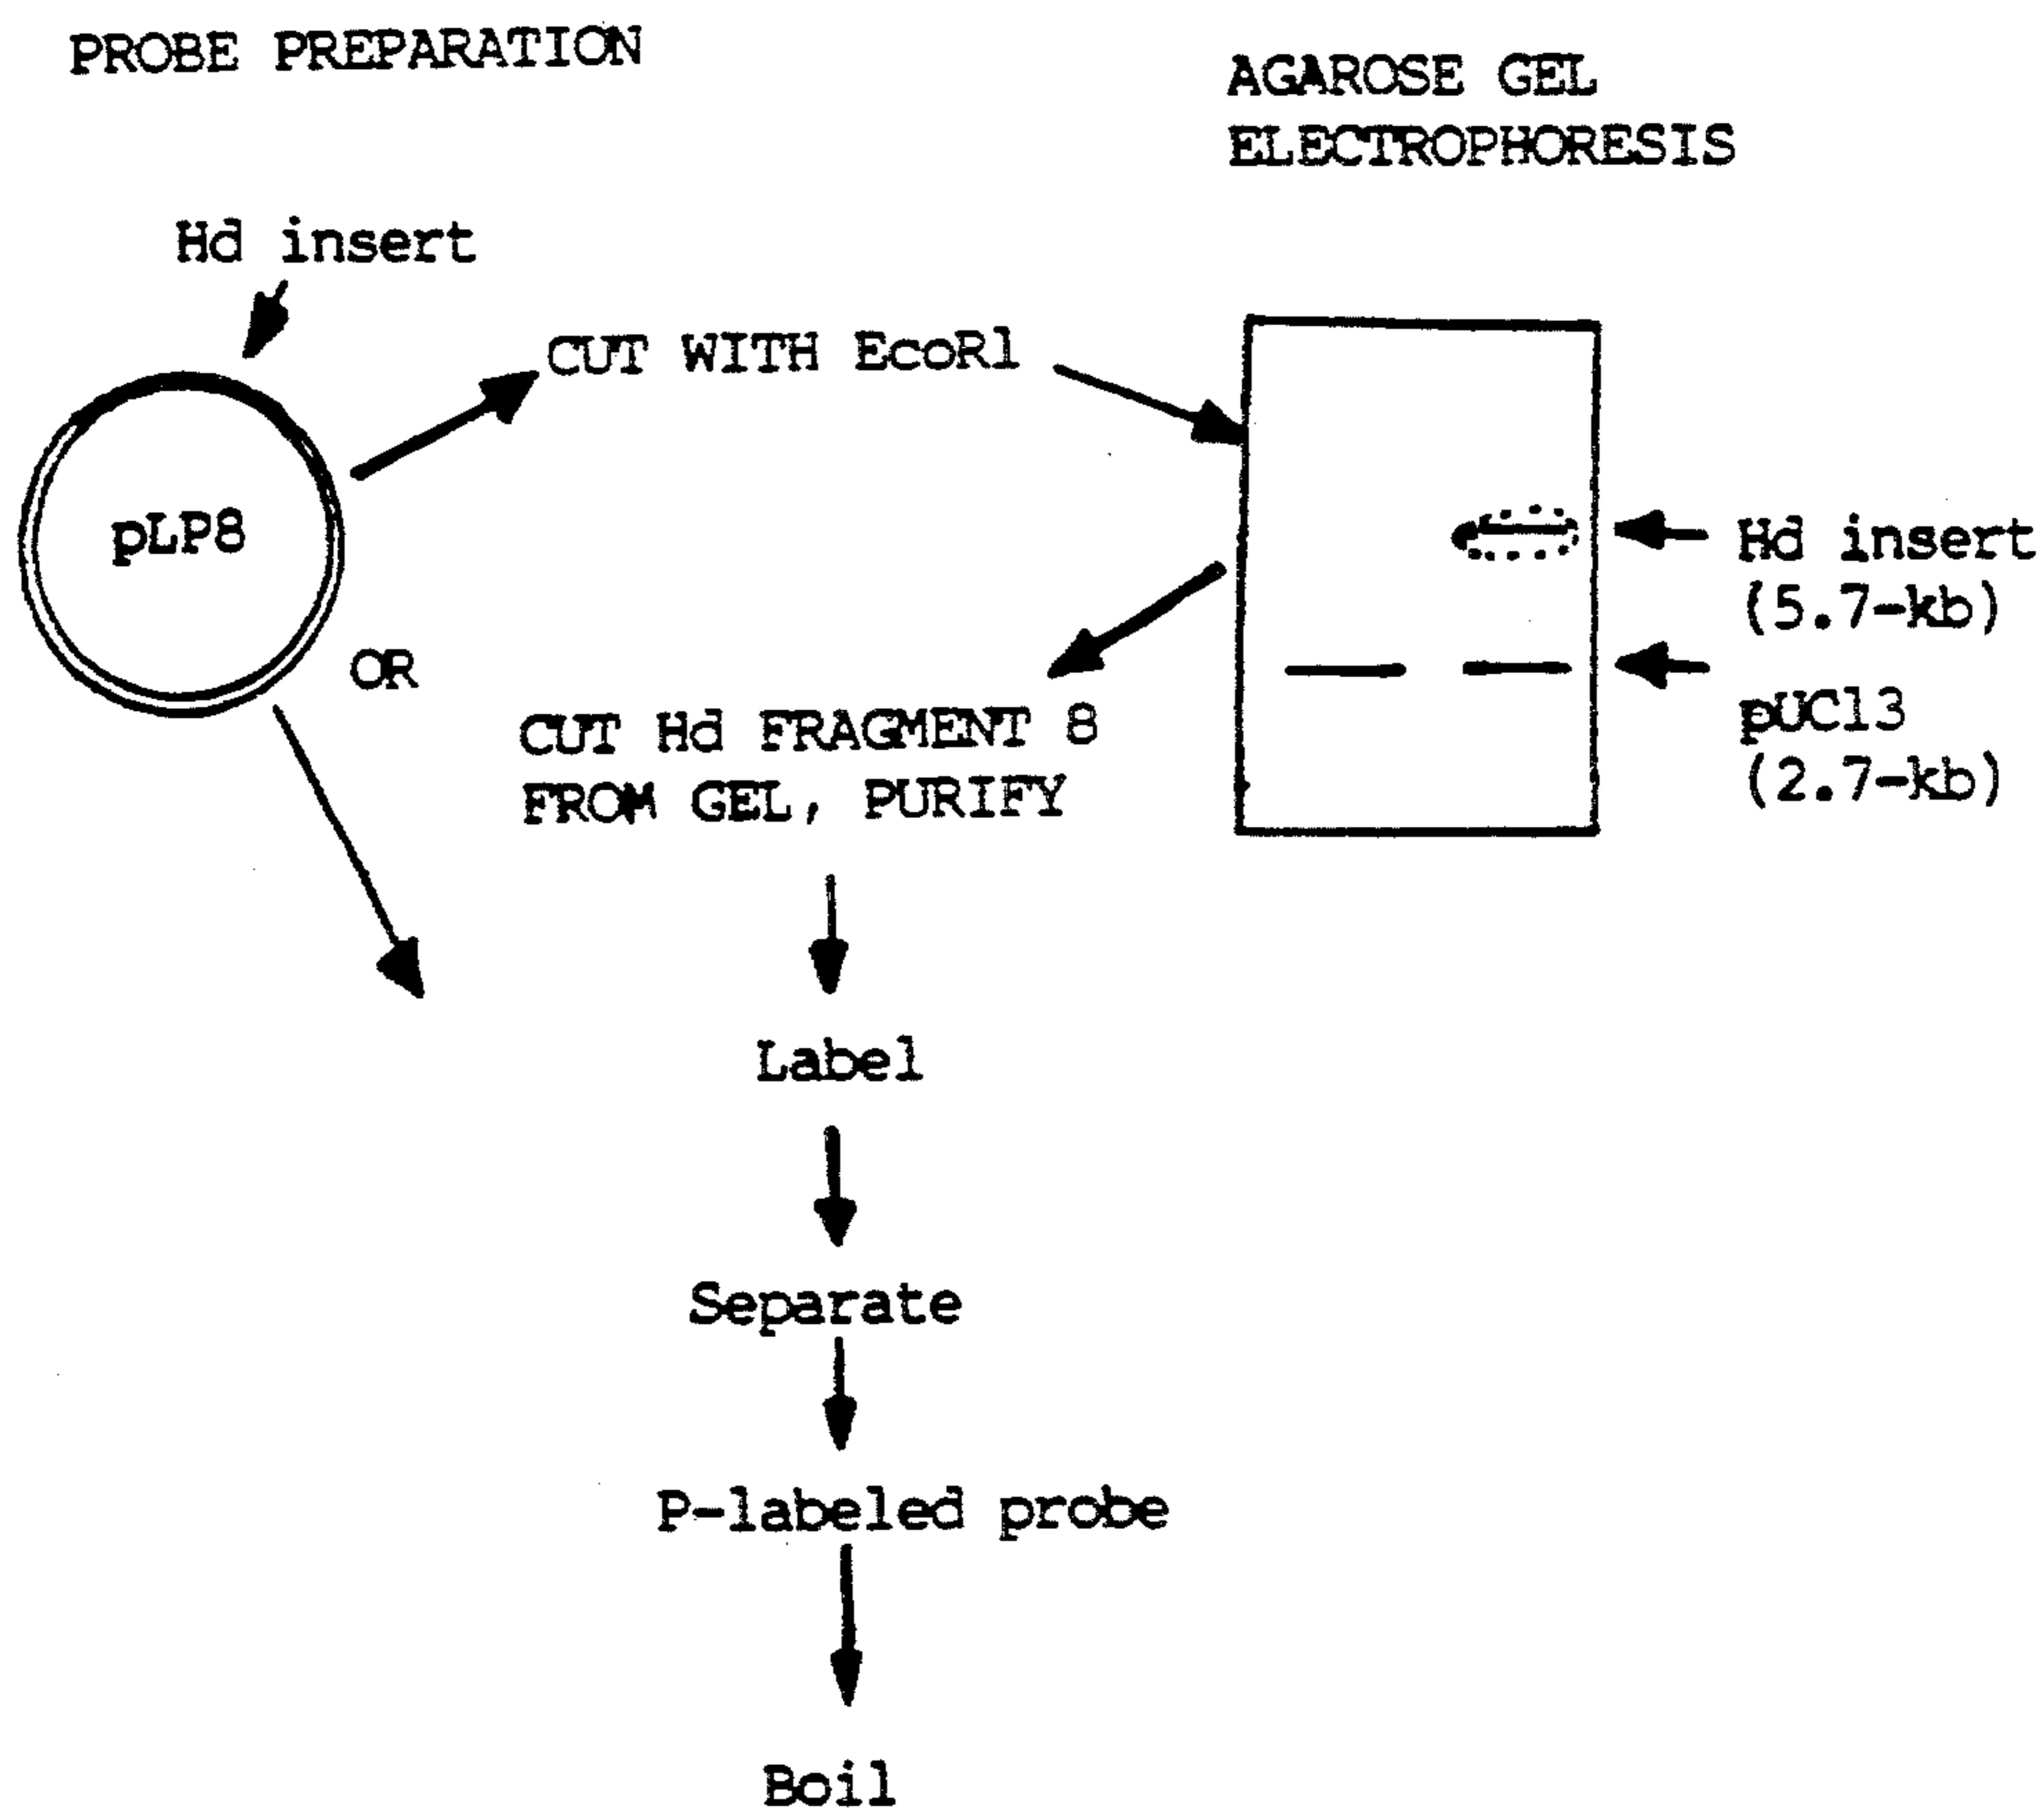 PROBE PREPARATION
AGAROSE GEL
ELECTROPHORESIS
Hd insert
CUT WITH EcoR1
pLP8
Hd insert
(5.7-kb)
OR
pUC13
(2.7-kb)
CUT Hd FRAGMENT 8
FROM GEL, PURIFY
Label
Separate
P-labeled probe
Boil